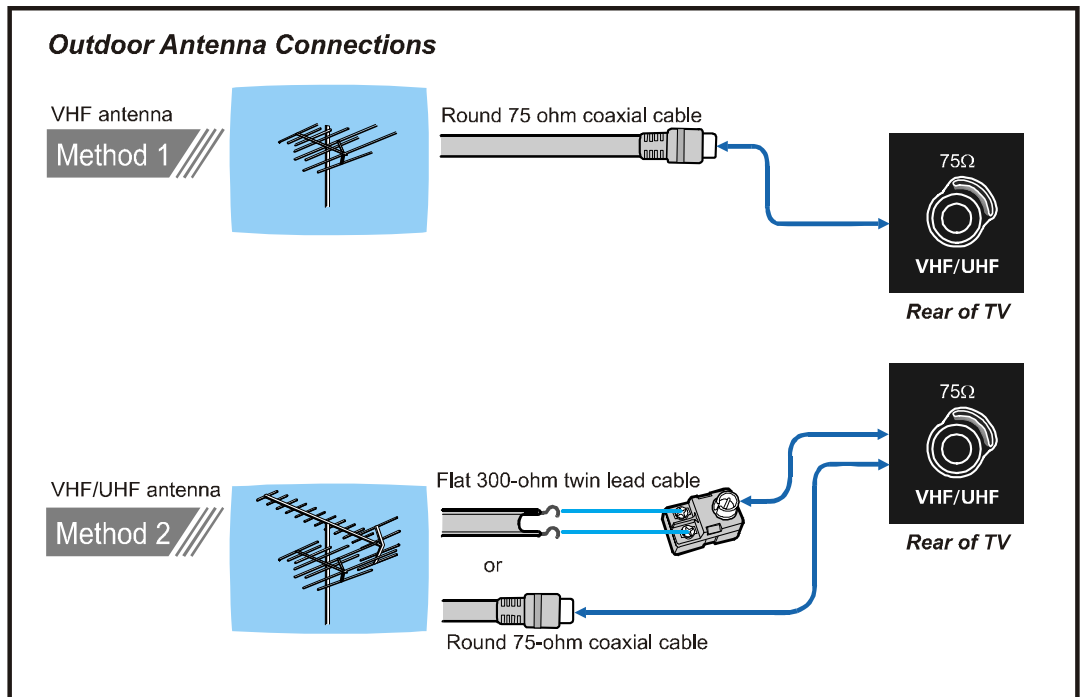 Outdoor Antenna Connections
VHF antenna
Method 1
Round 75 ohm coaxial cable
75Ω
VHF/UHF
Rear of TV
VHF/UHF antenna
Method 2
Flat 300-ohm twin lead cable
or
Round 75-ohm coaxial cable
75Ω
VHF/UHF
Rear of TV